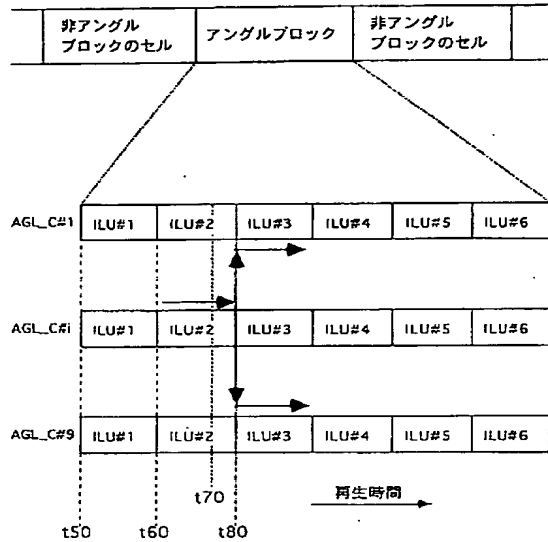 非アングル
ブロックのセル
アングルブロック
非アングル
ブロックのセル
AGL_C#1
ILU#1
ILU#2
ILU#3
ILU#4
ILU#5
ILU#6
AGL_C#i
ILU#1
ILU#2
ILU#3
ILU#4
ILU#5
ILU#6
AGL_C#9
ILU#1
ILU#2
ILU#3
ILU#4
ILU#5
ILU#6
t70
再生時間
t50
t60
t80